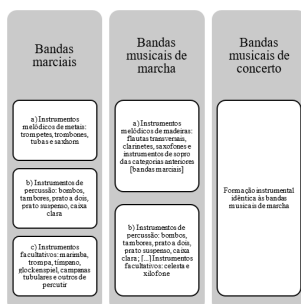 Bandas
marciais
a) Instrumentos
melódicos de metais:
trompetes, trombones,
tubas e saxhorn
b) Instrumentos de
percussão: bombos,
tambores, prato a dois,
prato suspenso, caixa
clara
c) Instrumentos
facultativos: marimba,
trompa, tímpano,
glockenspiel, campanas
tubulares e outros de
percutir
Bandas
musicais de
marcha
a) Instrumentos
melódicos de madeiras:
flautas transversais,
clarinetes, saxofones e
instrumentos de sopro
das categorias anteriores
[bandas marciais]
b) Instrumentos de
percussão: bombos,
tambores, prato a dois,
prato suspenso, caixa
clara; [...] Instrumentos
facultativos: celesta e
xilofone
Bandas
musicais de
concerto
Formação instrumental
idêntica às bandas
musicais de marcha